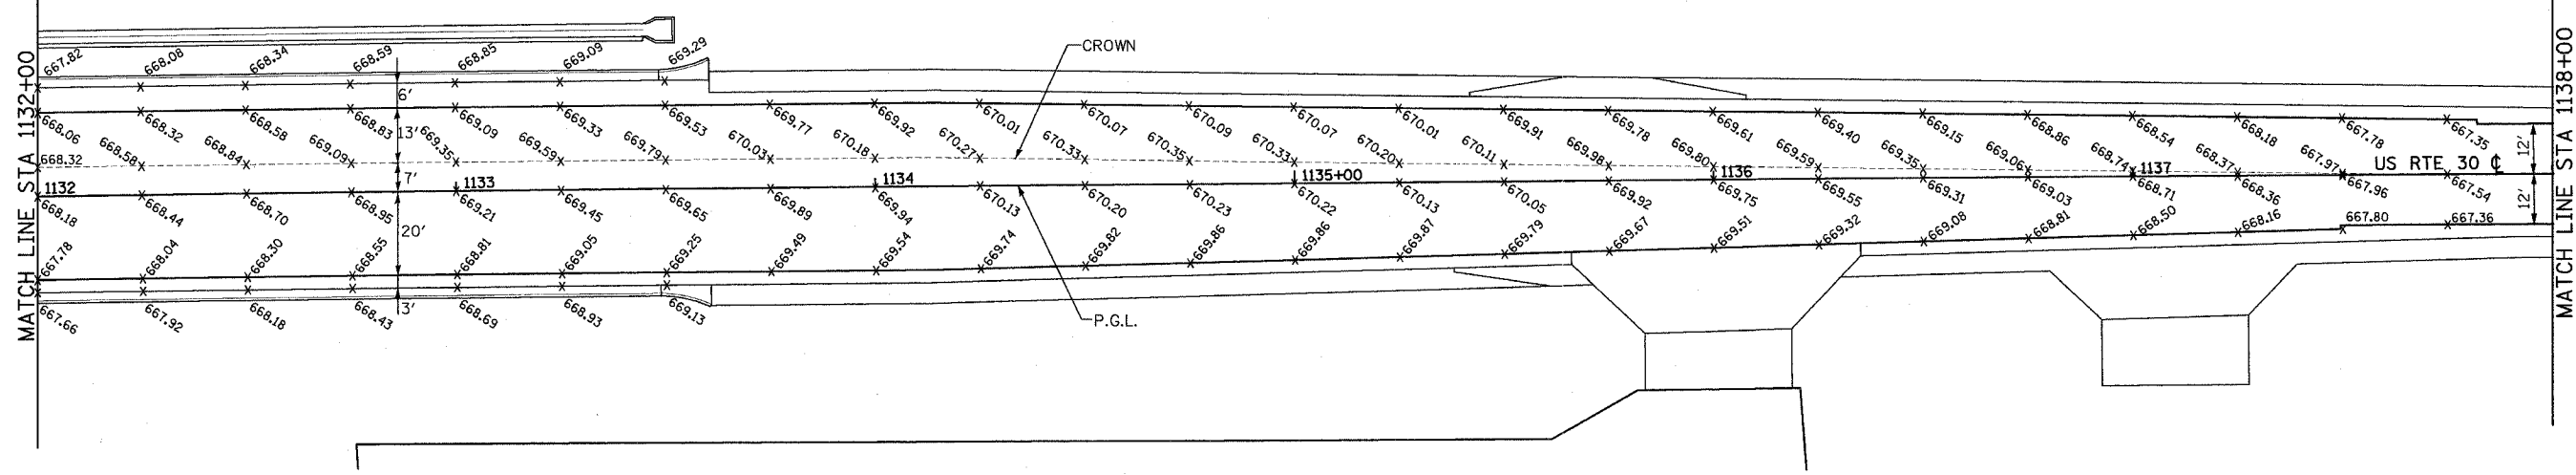 MATCH LINE STA 1132+00
667.82 668.08 668.34 668.59 668.85 669.09 669.29
CROWN
6'
668.06 668.32 668.58 668.83 669.09 669.33 669.53 669.77 669.92 670.01 670.07 670.09 670.07 670.01 669.91 669.78 669.61 669.40 669.15 668.86 668.54 668.18 667.78 667.35
13'
668.32 668.58 668.84 669.09 669.35 669.59 669.79 670.03 670.18 670.27 670.33 670.35 670.33 670.20 670.11 669.98 669.80 669.59 669.35 669.06 668.74 668.37 667.97
US RTE 30 ℄
12'
7'
1132 1133 1134 1135+00 1136 1137
668.18 668.44 668.70 668.95 669.21 669.45 669.65 669.89 669.94 670.13 670.20 670.23 670.22 670.13 670.05 669.92 669.75 669.55 669.31 669.03 668.71 668.36 667.96 667.54
12'
20'
667.78 668.04 668.30 668.55 668.81 669.05 669.25 669.49 669.54 669.74 669.82 669.86 669.86 669.87 669.79 669.67 669.51 669.32 669.08 668.81 668.50 668.16 667.80 667.36
3'
667.66 667.92 668.18 668.43 668.69 668.93 669.13
P.G.L.
MATCH LINE STA 1138+00